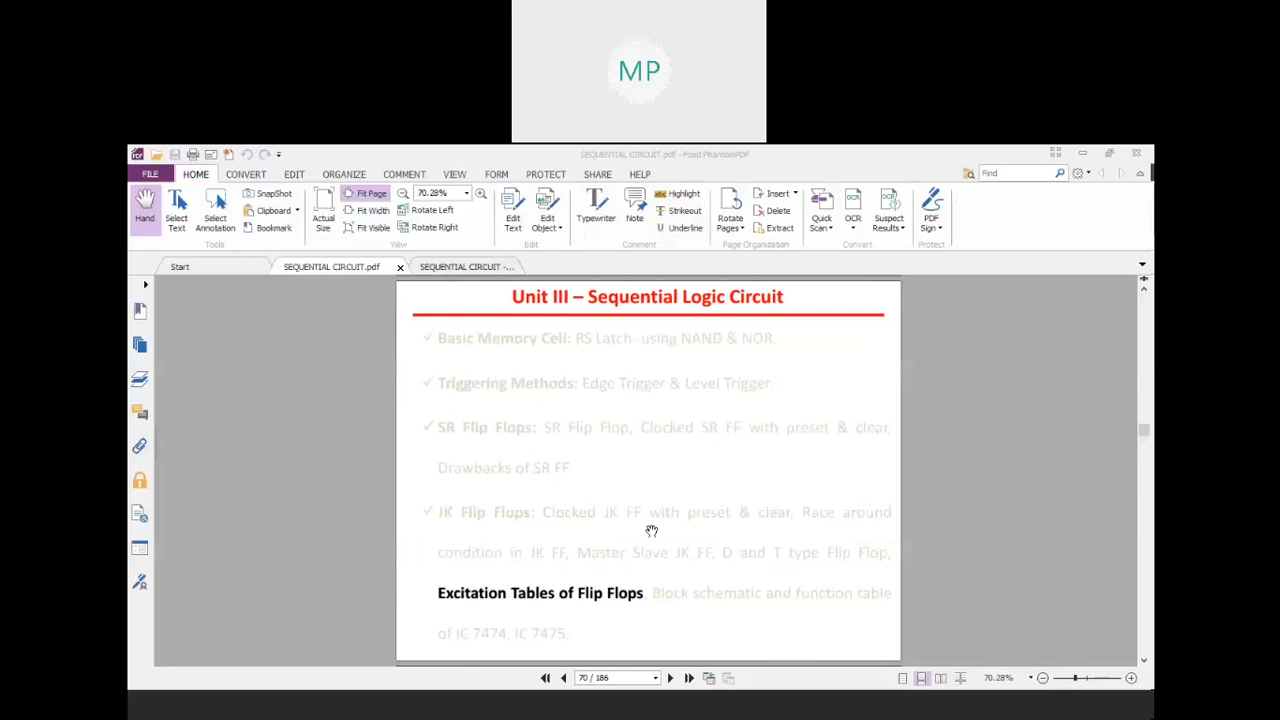 MP
SEQUENTIAL CIRCUIT.pdf - Foxit PhantomPDF
FILE HOME CONVERT EDIT ORGANIZE COMMENT VIEW FORM PROTECT SHARE HELP Find
Hand Select Text Select Annotation SnapShot Clipboard Bookmark Actual Size Fit Page Fit Width Fit Visible 70.28% Rotate Left Rotate Right Edit Text Edit Object Typewriter Note Highlight Strikeout Underline Rotate Pages Insert Delete Extract Quick Scan OCR Suspect Results PDF Sign
Tools View Edit Comment Page Organization Convert Protect
Start SEQUENTIAL CIRCUIT.pdf SEQUENTIAL CIRCUIT -...
Unit III – Sequential Logic Circuit
✓ Basic Memory Cell: RS Latch- using NAND & NOR.
✓ Triggering Methods: Edge Trigger & Level Trigger.
✓ SR Flip Flops: SR Flip Flop, Clocked SR FF with preset & clear,
Drawbacks of SR FF
✓ JK Flip Flops: Clocked JK FF with preset & clear, Race around
condition in JK FF, Master Slave JK FF, D and T type Flip Flop,
Excitation Tables of Flip Flops, Block schematic and function table
of IC 7474, IC 7475.
70 / 186 70.28%